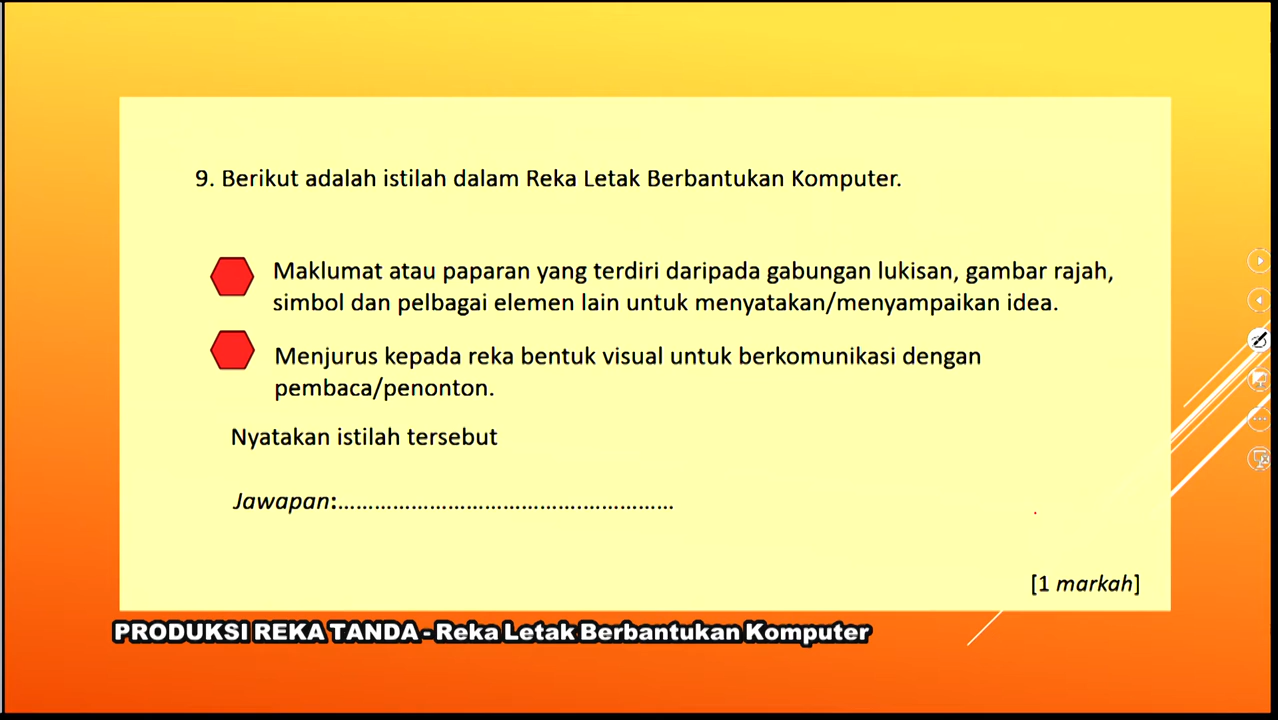 9. Berikut adalah istilah dalam Reka Letak Berbantukan Komputer.
Maklumat atau paparan yang terdiri daripada gabungan lukisan, gambar rajah,
simbol dan pelbagai elemen lain untuk menyatakan/menyampaikan idea.
Menjurus kepada reka bentuk visual untuk berkomunikasi dengan
pembaca/penonton.
Nyatakan istilah tersebut
Jawapan:……………………………………………….
[1 markah]
PRODUKSI REKA TANDA - Reka Letak Berbantukan Komputer